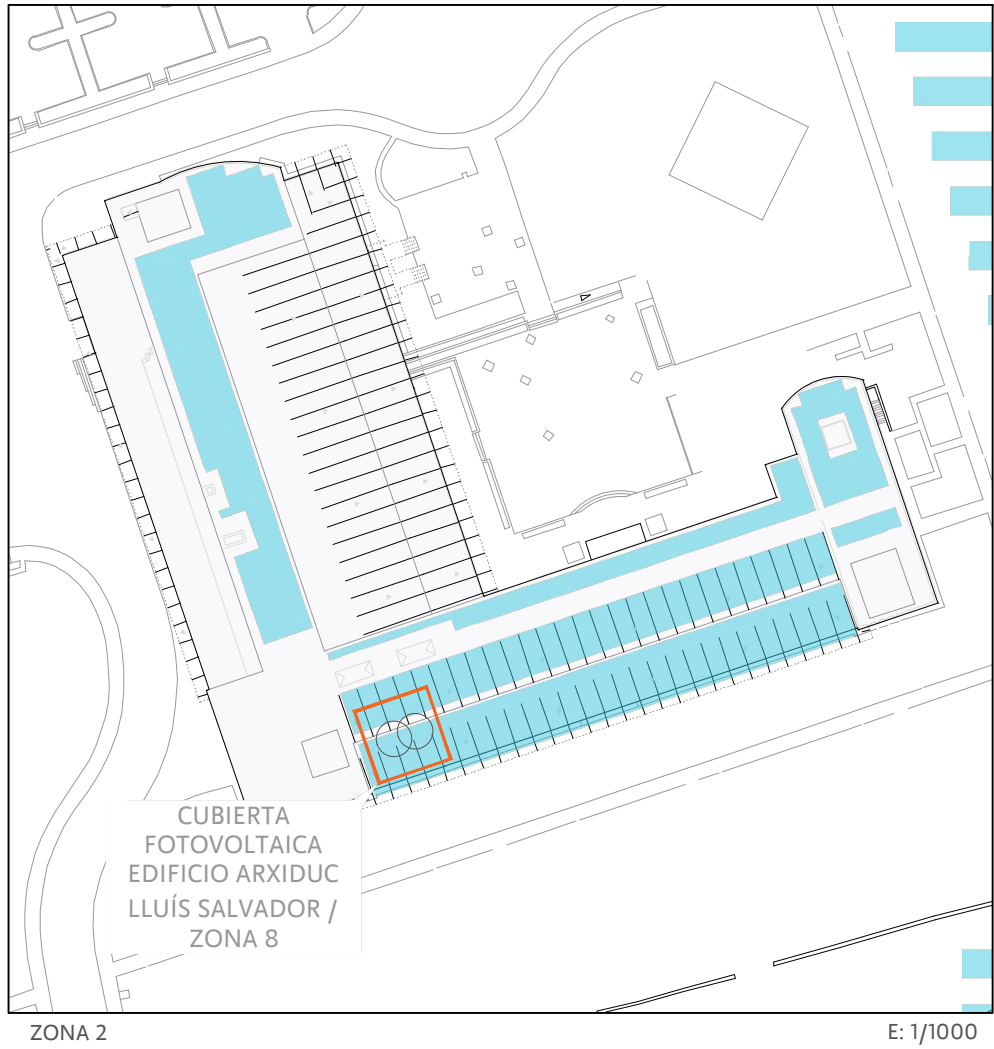 CUBIERTA
FOTOVOLTAICA
EDIFICIO ARXIDUC
LLUÍS SALVADOR /
ZONA 8
ZONA 2
E: 1/1000